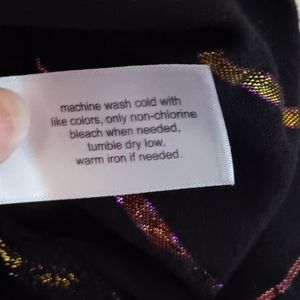 machine wash cold with
like colors, only non-chlorine
bleach when needed,
tumble dry low,
warm iron if needed.